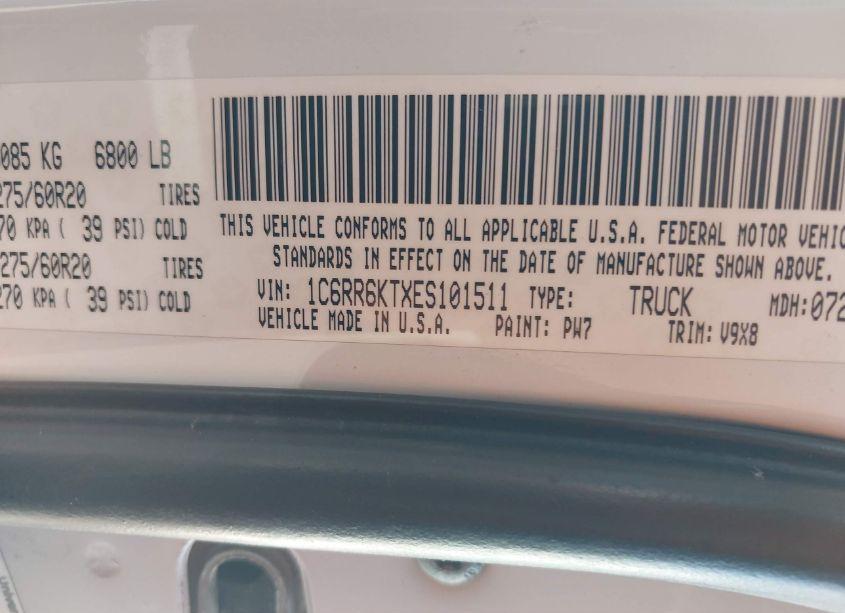 085 KG 6800 LB
275/60R20 TIRES
70 KPA ( 39 PSI) COLD
275/60R20 TIRES
270 KPA ( 39 PSI) COLD
THIS VEHICLE CONFORMS TO ALL APPLICABLE U.S.A. FEDERAL MOTOR VEHIC
STANDARDS IN EFFECT ON THE DATE OF MANUFACTURE SHOWN ABOVE.
VIN: 1C6RR6KTXES101511 TYPE: TRUCK MDH:072
VEHICLE MADE IN U.S.A. PAINT: PW7 TRIM: V9X8